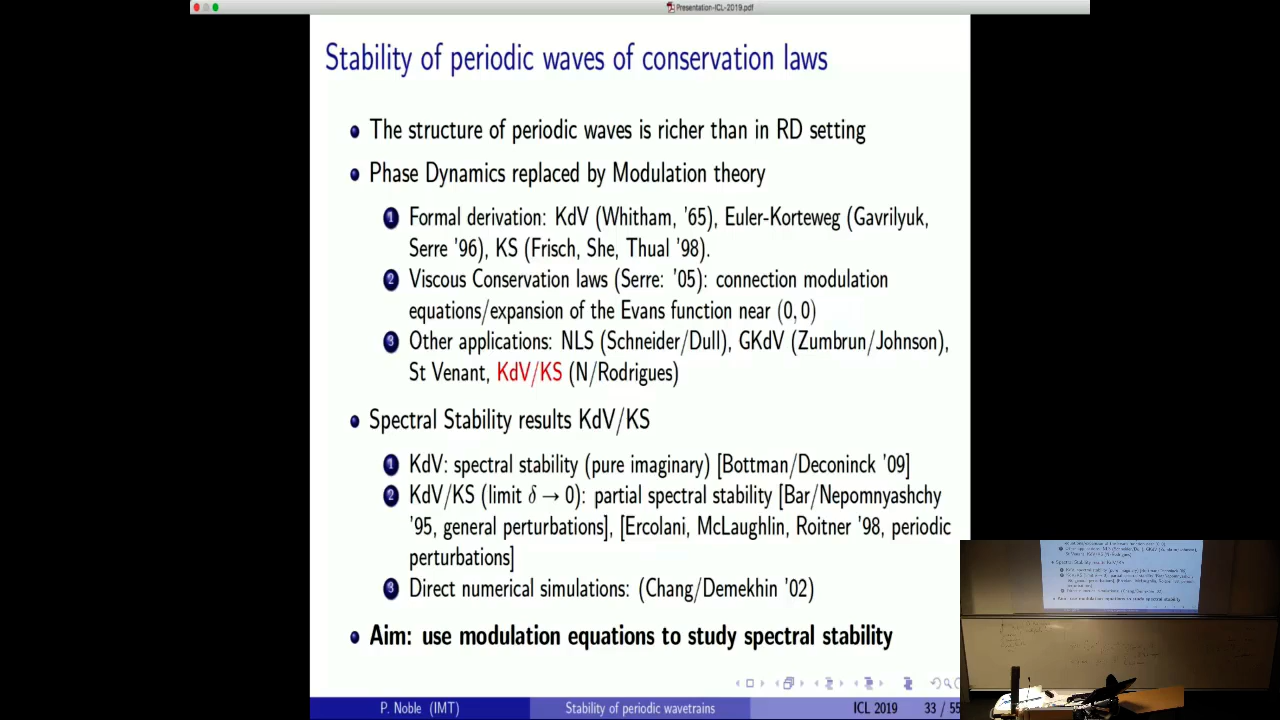 Presentation-ICL-2019.pdf
Stability of periodic waves of conservation laws
The structure of periodic waves is richer than in RD setting
Phase Dynamics replaced by Modulation theory
1 Formal derivation: KdV (Whitham, '65), Euler-Korteweg (Gavrilyuk,
Serre '96), KS (Frisch, She, Thual '98).
2 Viscous Conservation laws (Serre: '05): connection modulation
equations/expansion of the Evans function near (0, 0)
3 Other applications: NLS (Schneider/Dull), GKdV (Zumbrun/Johnson),
St Venant, KdV/KS (N/Rodrigues)
Spectral Stability results KdV/KS
1 KdV: spectral stability (pure imaginary) [Bottman/Deconinck '09]
2 KdV/KS (limit δ → 0): partial spectral stability [Bar/Nepomnyashchy
'95, general perturbations], [Ercolani, McLaughlin, Roitner '98, periodic
perturbations]
3 Direct numerical simulations: (Chang/Demekhin '02)
Aim: use modulation equations to study spectral stability
P. Noble (IMT) Stability of periodic wavetrains ICL 2019 33 / 55